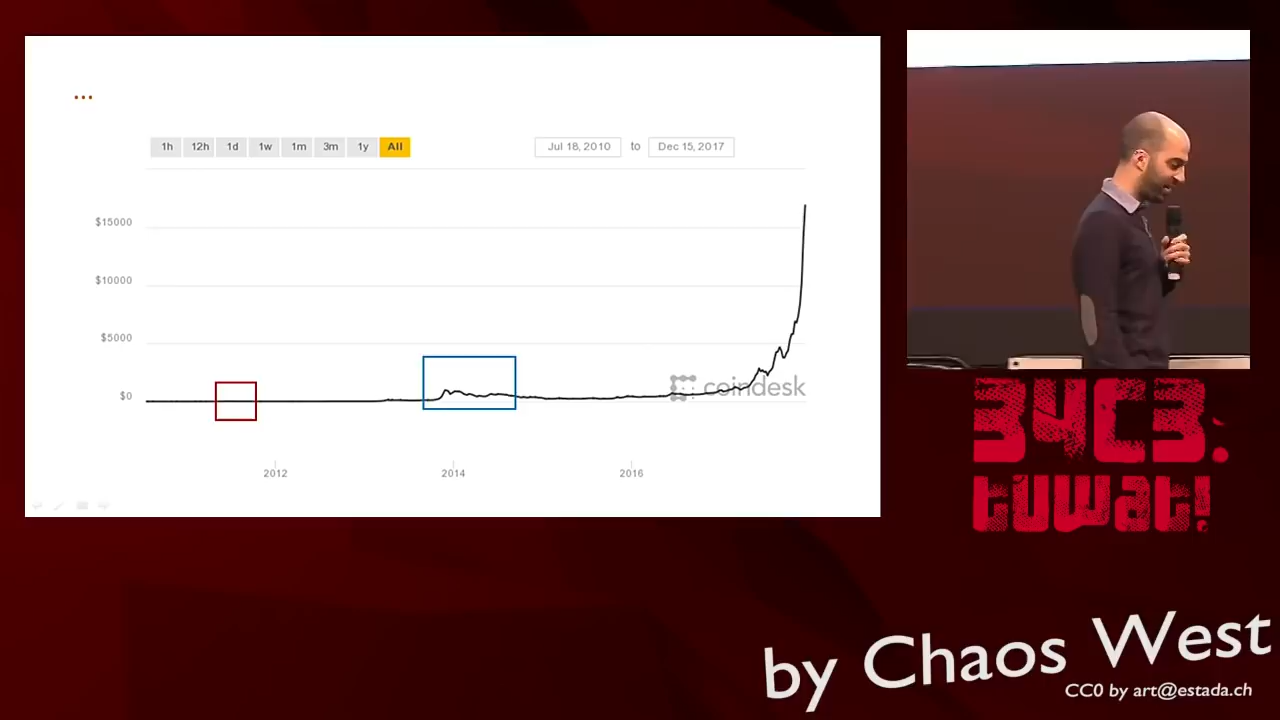 ...
1h 12h 1d 1w 1m 3m 1y All
Jul 18, 2010 to Dec 15, 2017
$15000
$10000
$5000
$0
coindesk
2012 2014 2016
34C3:
tuwat!
by Chaos West
CC0 by art@estada.ch